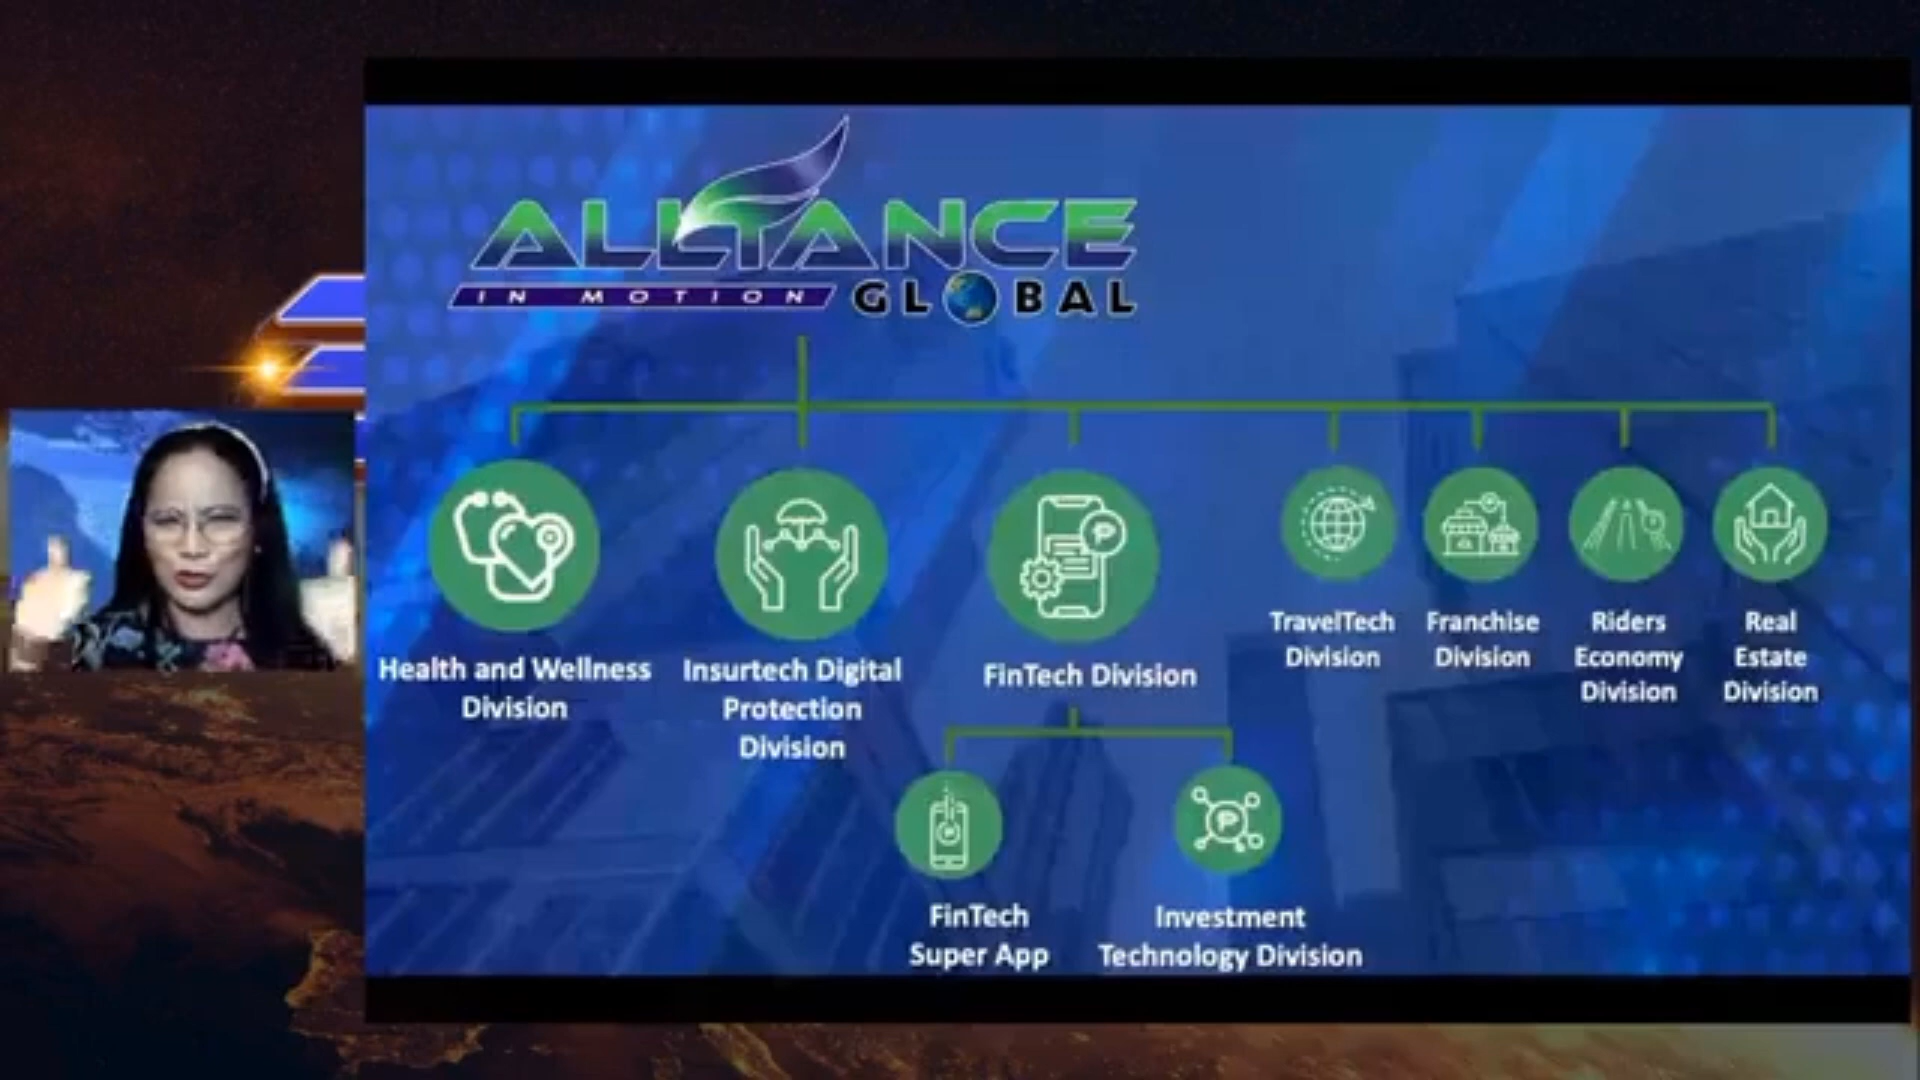 ALLIANCE
IN MOTION GLOBAL
Health and Wellness
Division
Insurtech Digital
Protection
Division
FinTech Division
TravelTech
Division
Franchise
Division
Riders
Economy
Division
Real
Estate
Division
FinTech
Super App
Investment
Technology Division